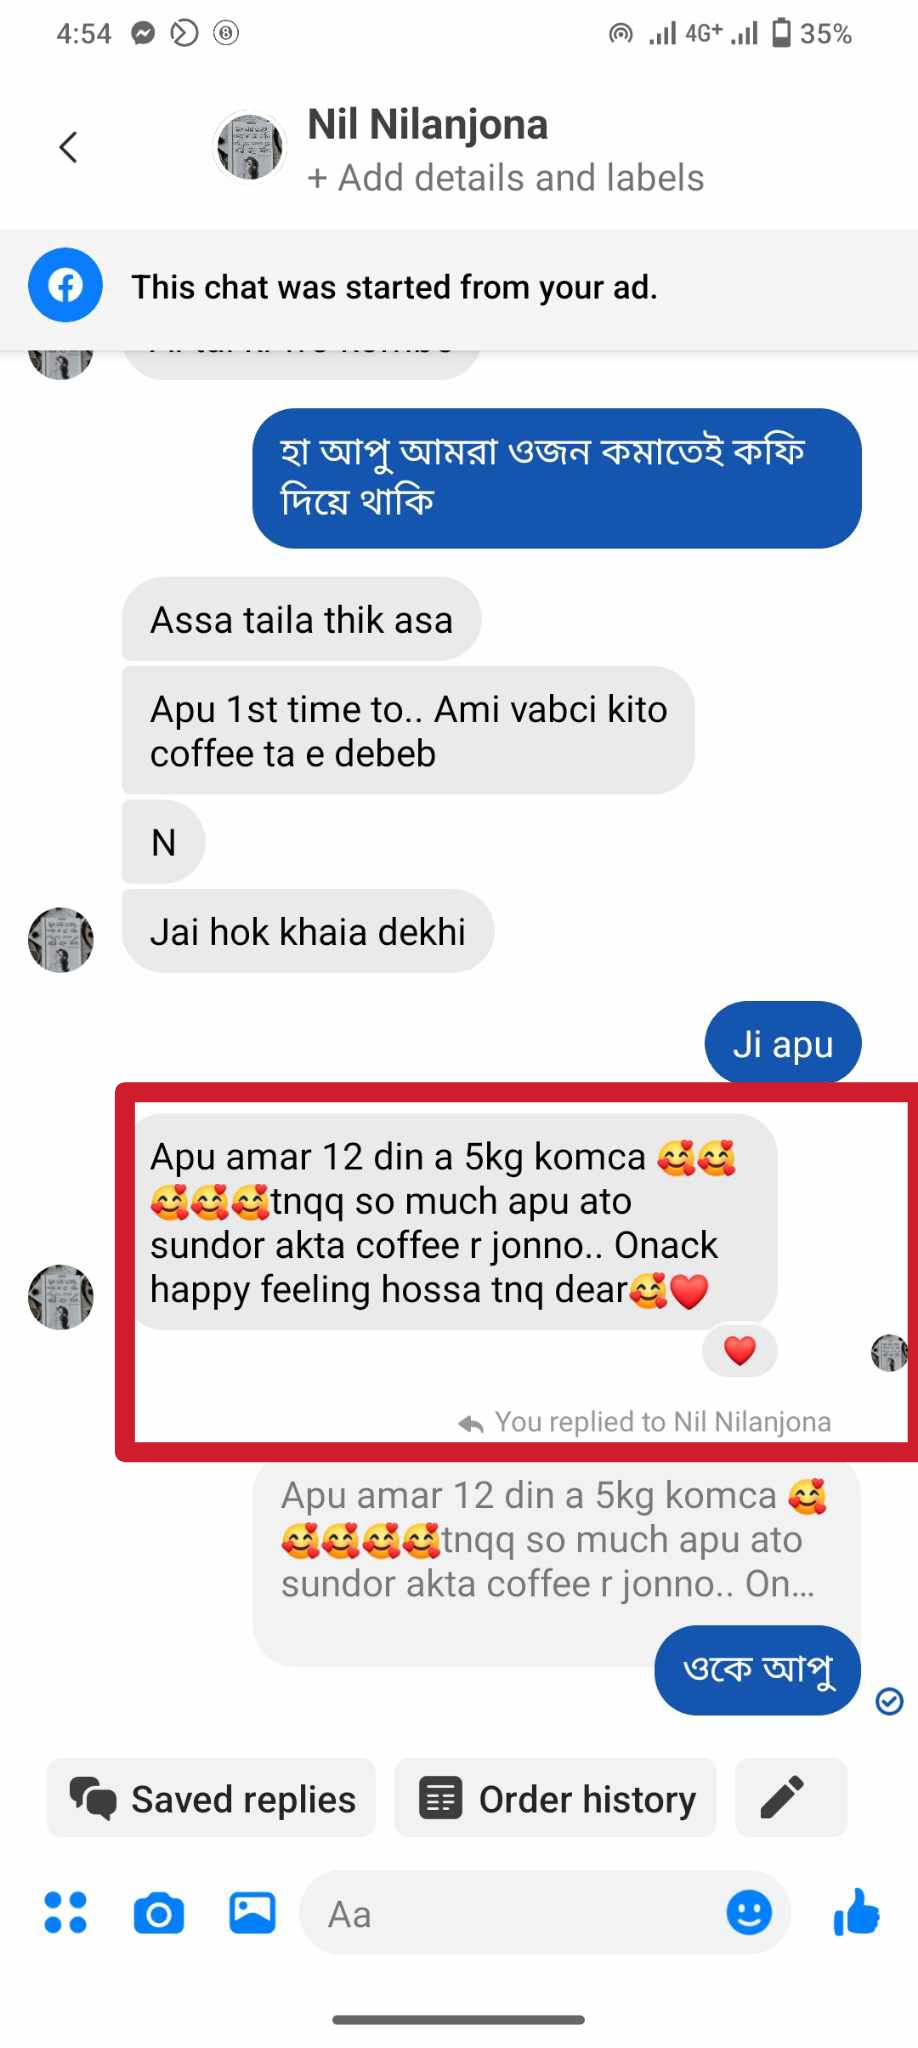 4:54
4G+
35%
Nil Nilanjona
+ Add details and labels
This chat was started from your ad.
হা আপু আমরা ওজন কমাতেই কফি
দিয়ে থাকি
Assa taila thik asa
Apu 1st time to.. Ami vabci kito
coffee ta e debeb
N
Jai hok khaia dekhi
Ji apu
Apu amar 12 din a 5kg komca 🥰🥰
🥰🥰🥰tnqq so much apu ato
sundor akta coffee r jonno.. Onack
happy feeling hossa tnq dear🥰❤️
❤️
You replied to Nil Nilanjona
Apu amar 12 din a 5kg komca 🥰
🥰🥰🥰🥰tnqq so much apu ato
sundor akta coffee r jonno.. On...
ওকে আপু
Saved replies
Order history
Aa